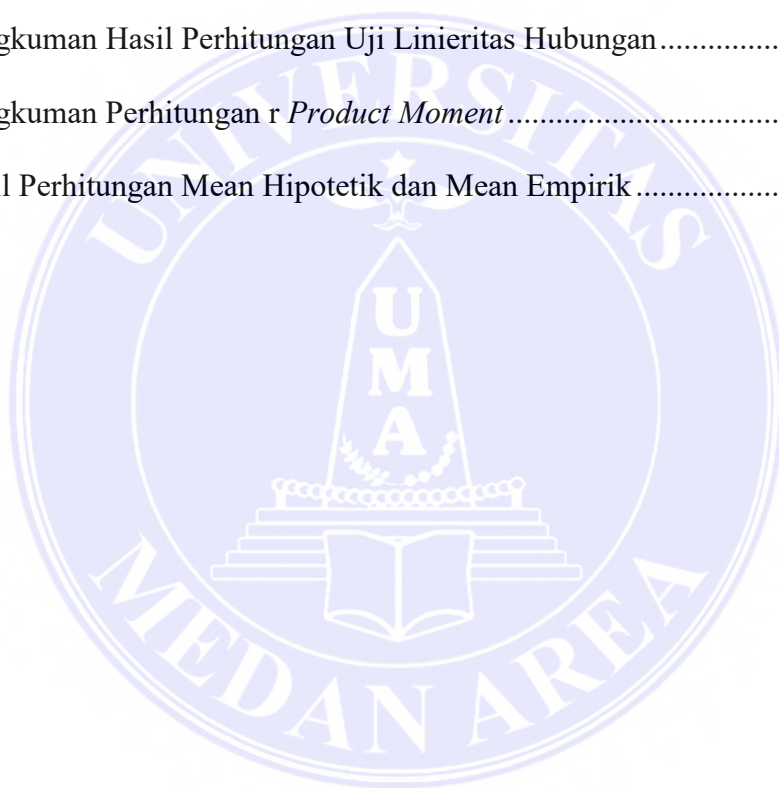 gkuman Hasil Perhitungan Uji Linieritas Hubungan...............
gkuman Perhitungan r Product Moment..................................
l Perhitungan Mean Hipotetik dan Mean Empirik..................
UNIVERSITAS
UMA
MEDAN AREA